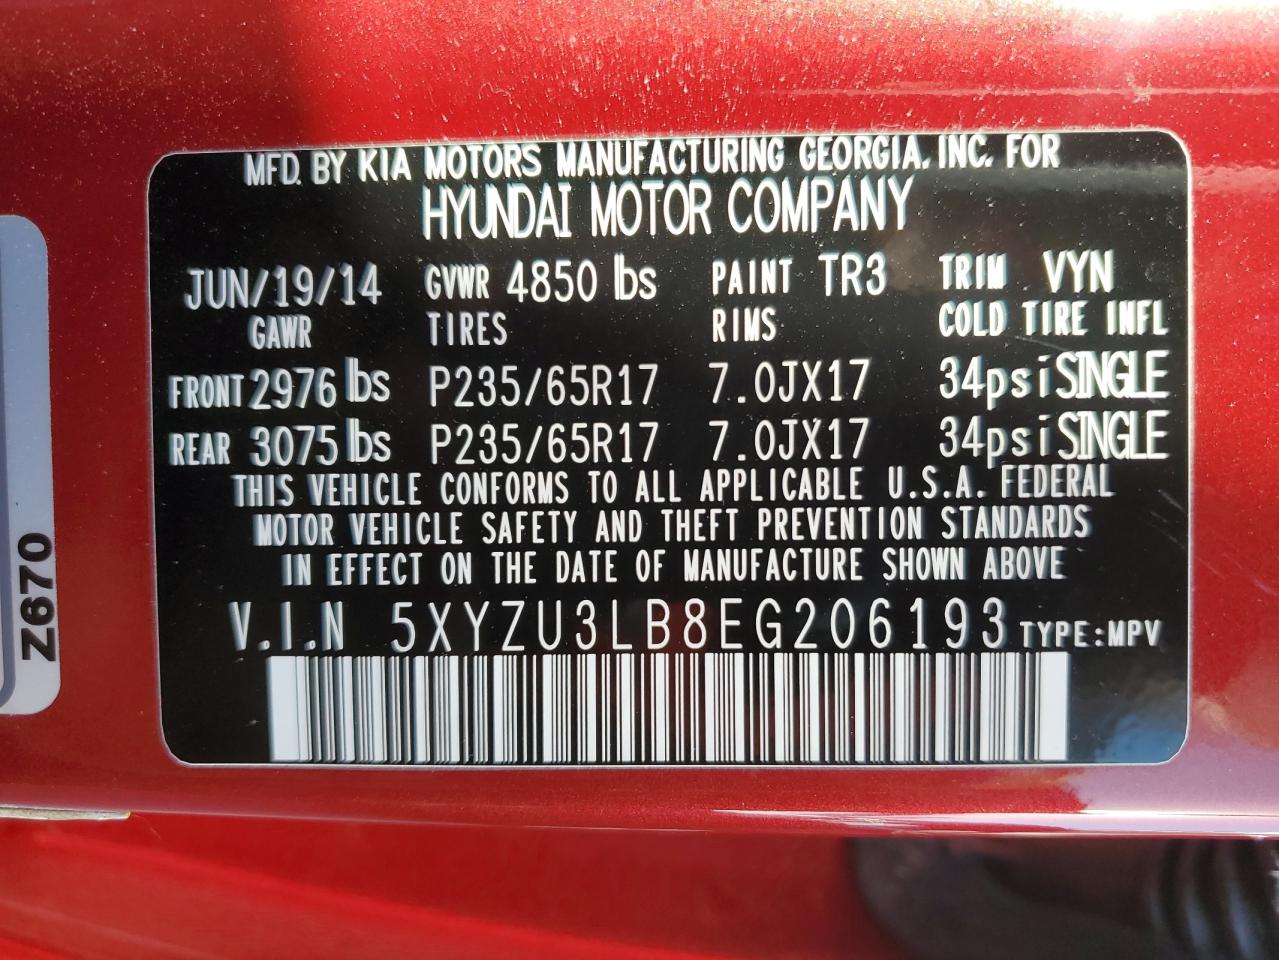 MFD. BY KIA MOTORS MANUFACTURING GEORGIA, INC. FOR
HYUNDAI MOTOR COMPANY
JUN/19/14 GVWR 4850 lbs PAINT TR3 TRIM VYN
GAWR TIRES RIMS COLD TIRE INFL
FRONT 2976 lbs P235/65R17 7.0JX17 34psi SINGLE
REAR 3075 lbs P235/65R17 7.0JX17 34psi SINGLE
THIS VEHICLE CONFORMS TO ALL APPLICABLE U.S.A. FEDERAL
MOTOR VEHICLE SAFETY AND THEFT PREVENTION STANDARDS
IN EFFECT ON THE DATE OF MANUFACTURE SHOWN ABOVE
V.I.N 5XYZU3LB8EG206193 TYPE:MPV
Z670